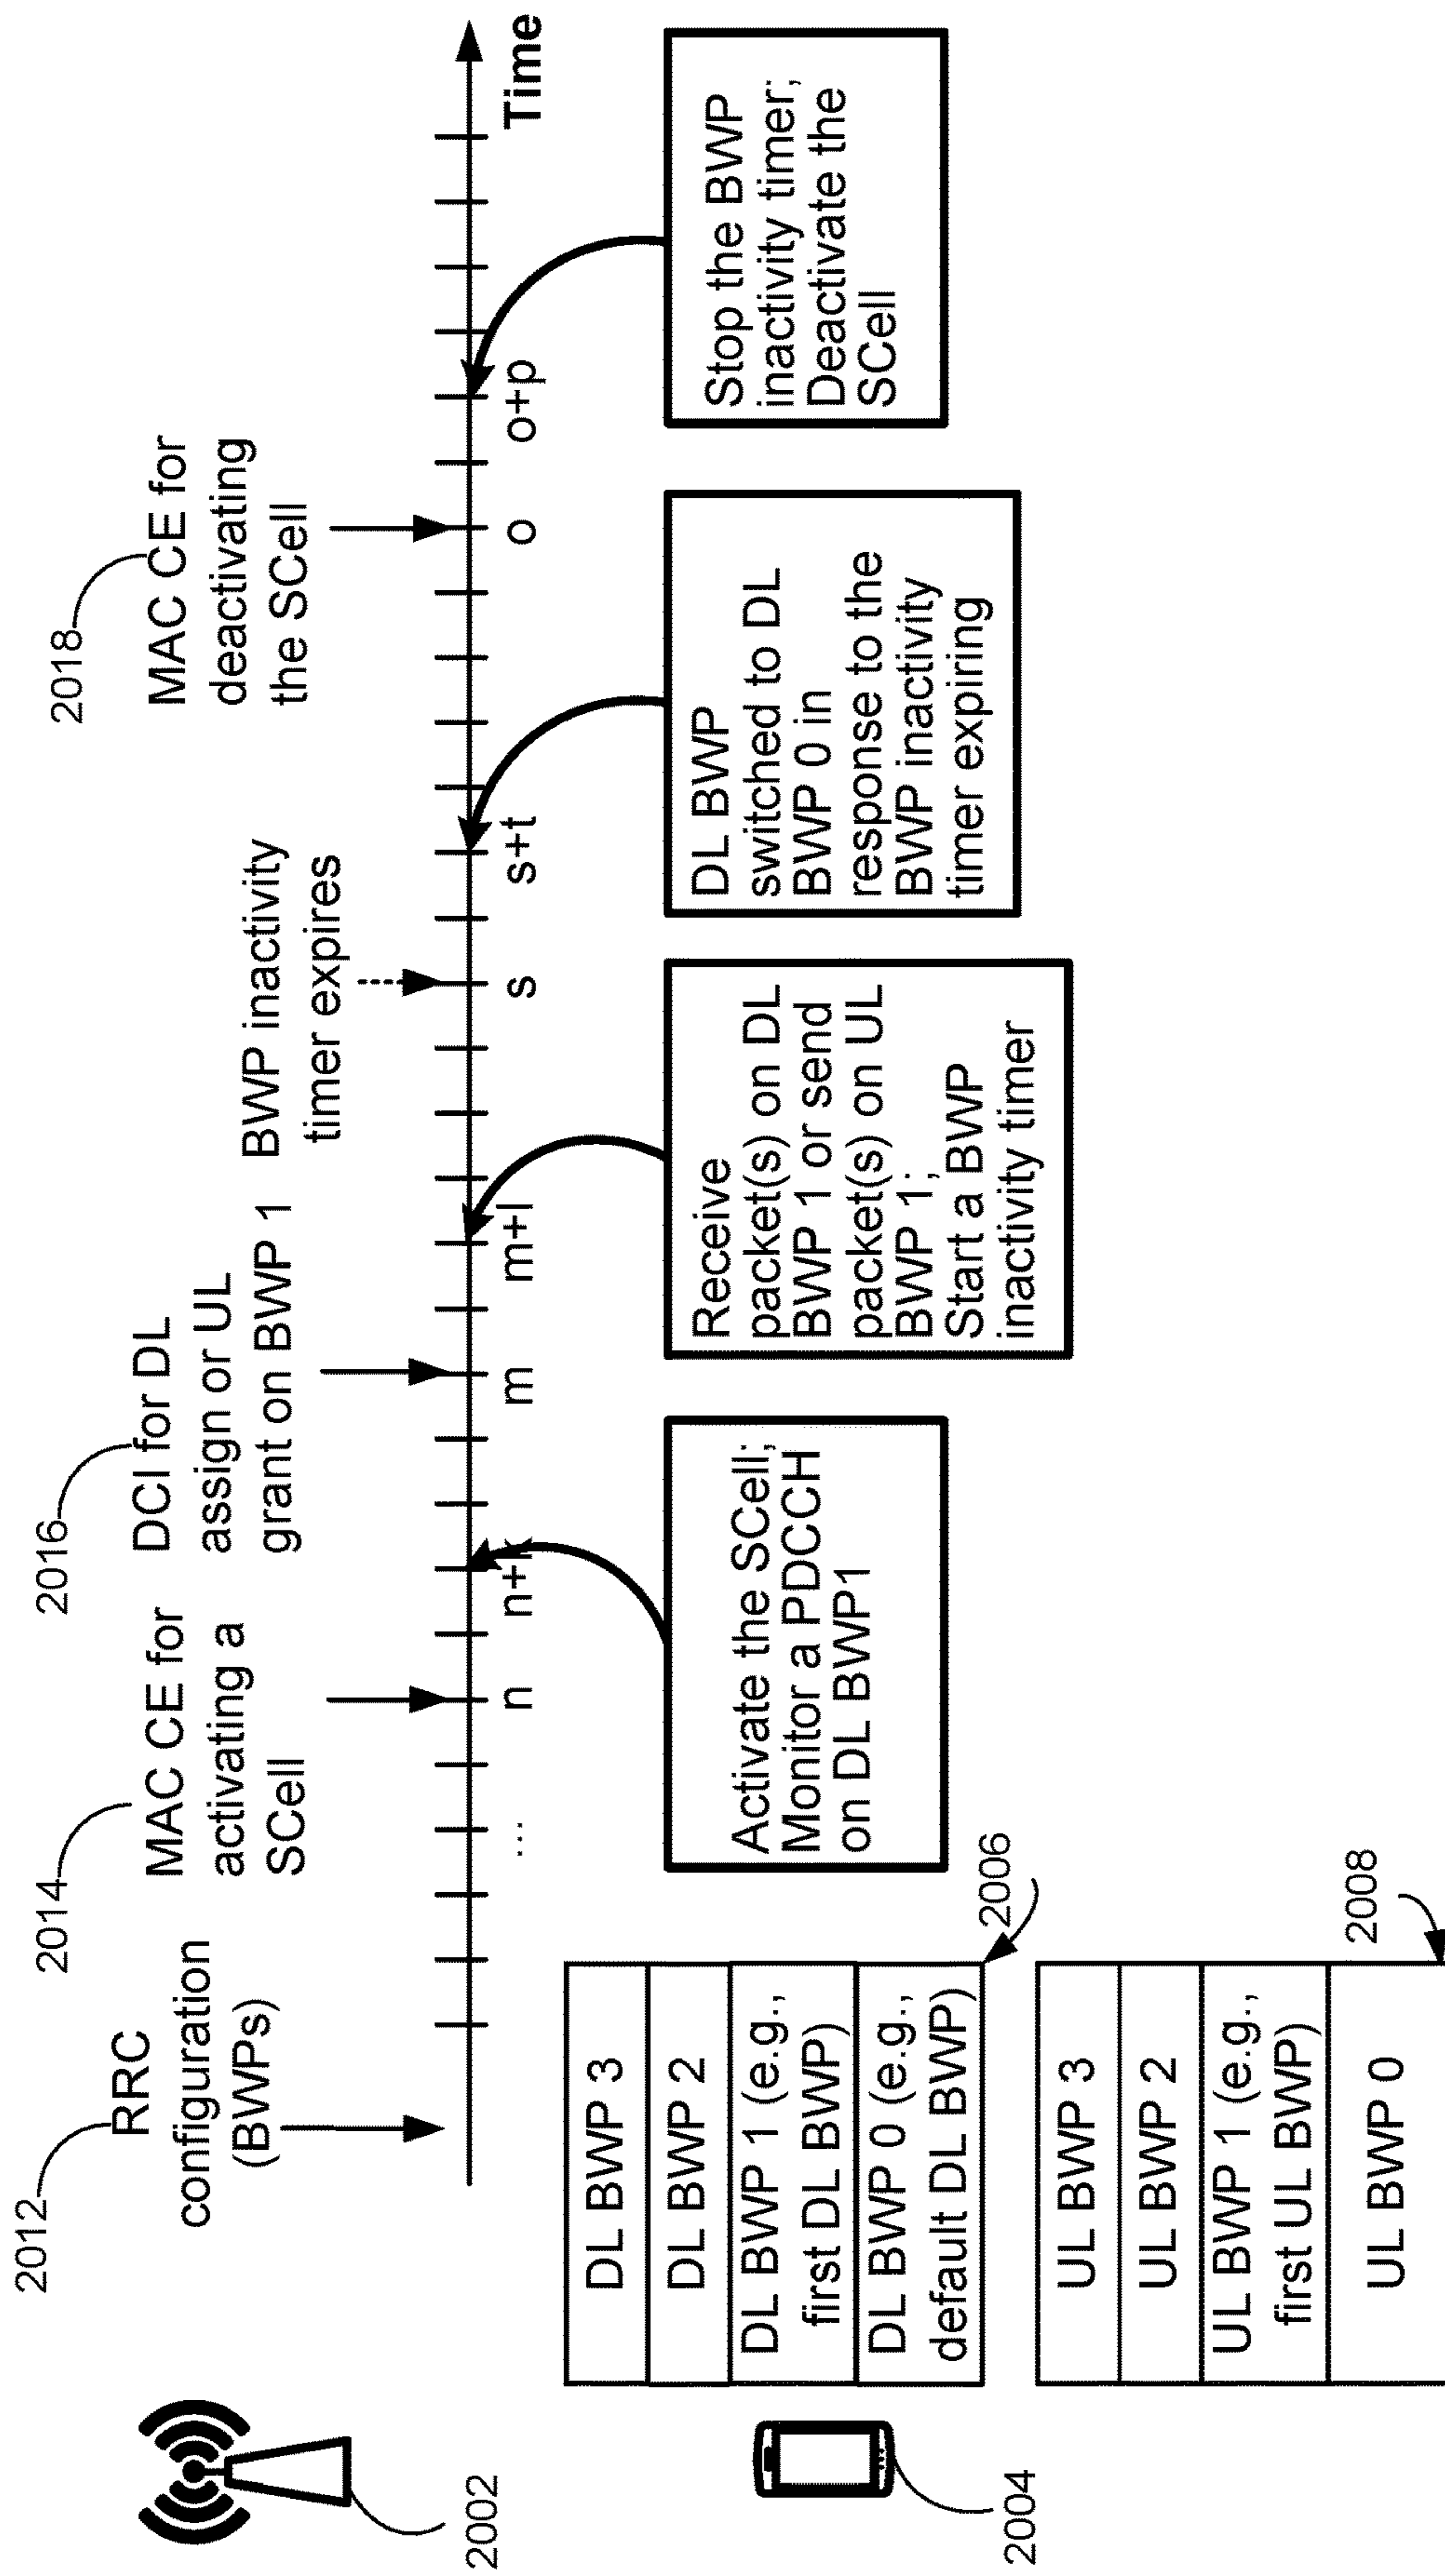 2012
RRC
configuration
(BWPs)
2014
MAC CE for
activating a
SCell
2016
DCI for DL
assign or UL
grant on BWP 1
BWP inactivity
timer expires
2018
MAC CE for
deactivating
the SCell
...
n
n+k
m
m+l
s
s+t
o
o+p
Time
2002
2004
DL BWP 3
DL BWP 2
DL BWP 1 (e.g.,
first DL BWP)
DL BWP 0 (e.g.,
default DL BWP)
2006
UL BWP 3
UL BWP 2
UL BWP 1 (e.g.,
first UL BWP)
UL BWP 0
2008
Activate the SCell;
Monitor a PDCCH
on DL BWP1
Receive
packet(s) on DL
BWP 1 or send
packet(s) on UL
BWP 1;
Start a BWP
inactivity timer
DL BWP
switched to DL
BWP 0 in
response to the
BWP inactivity
timer expiring
Stop the BWP
inactivity timer;
Deactivate the
SCell